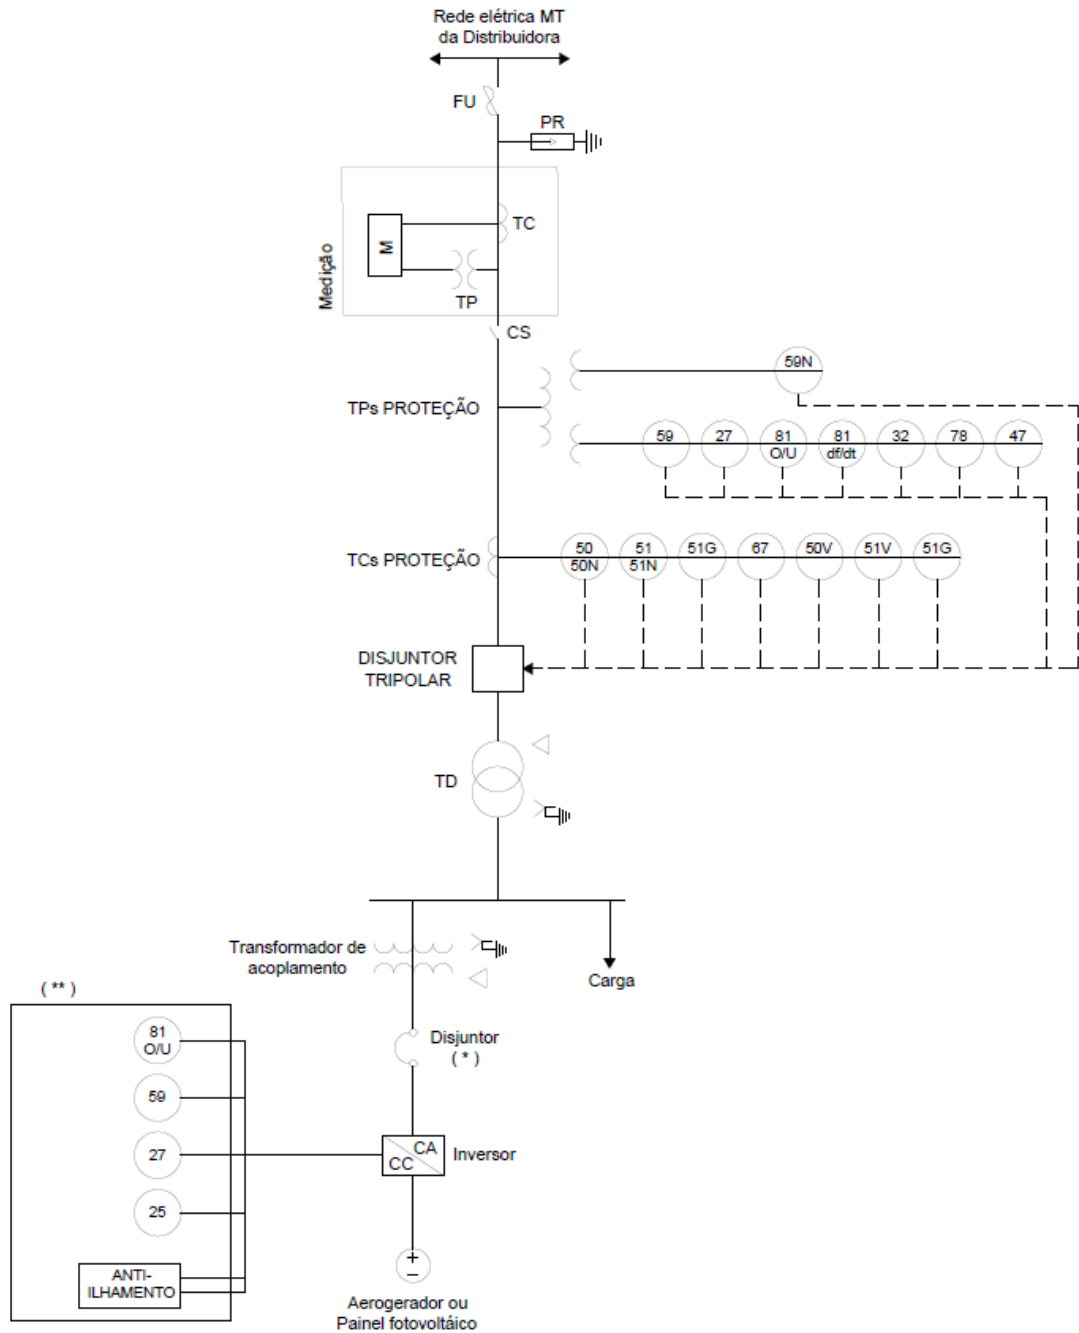 Rede elétrica MT
da Distribuidora
FU
PR
TC
M
TP
Medição
CS
59N
TPs PROTEÇÃO
59 27 81 O/U 81 df/dt 32 78 47
TCs PROTEÇÃO
50 50N 51 51N 51G 67 50V 51V 51G
DISJUNTOR
TRIPOLAR
TD
Transformador de
acoplamento
Carga
( ** )
Disjuntor
( * )
81
O/U
59
27
25
CA
CC
Inversor
ANTI-
ILHAMENTO
+
−
Aerogerador ou
Painel fotovoltáico